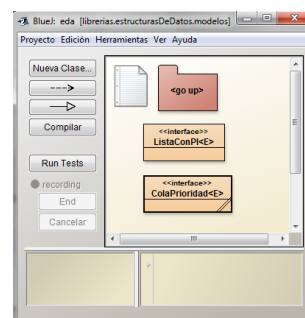 BlueJ: eda [librerias.estructurasDeDatos.modelos]
Proyecto Edición Herramientas Ver Ayuda
Nueva Clase...
Compilar
Run Tests
recording
End
Cancelar
<go up>
<<interface>>
ListaConPI<E>
<<interface>>
ColaPrioridad<E>